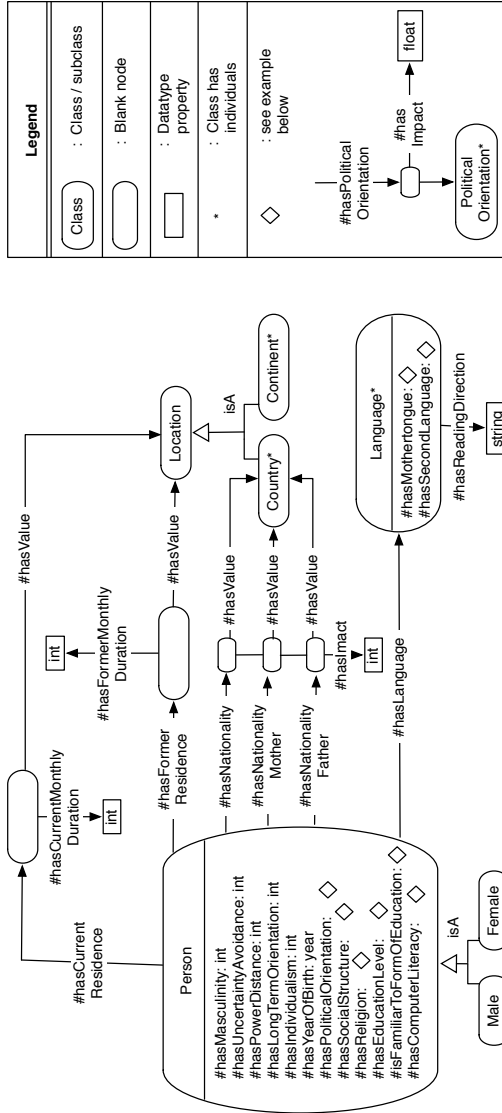 #hasCurrent
Residence
#hasCurrentMonthly
Duration
int
#hasValue
int
#hasFormerMonthly
Duration
#hasFormer
Residence
#hasValue
Location
isA
Country*
Continent*
Person
#hasMasculinity: int
#hasUncertaintyAvoidance: int
#hasPowerDistance: int
#hasLongTermOrientation: int
#hasIndividualism: int
#hasYearOfBirth: year
#hasPoliticalOrientation:
#hasSocialStructure:
#hasReligion:
#hasEducationLevel:
#isFamiliarToFormOfEducation:
#hasComputerLiteracy:
isA
Male
Female
#hasNationality
#hasValue
#hasNationality
Mother
#hasValue
#hasNationality
Father
#hasValue
#hasImact
int
#hasLanguage
Language*
#hasMothertongue:
#hasSecondLanguage:
#hasReadingDirection
string
Legend
Class
: Class / subclass
: Blank node
: Datatype
property
*
: Class has
individuals
: see example
below
#hasPolitical
Orientation
#has
Impact
float
Political
Orientation*